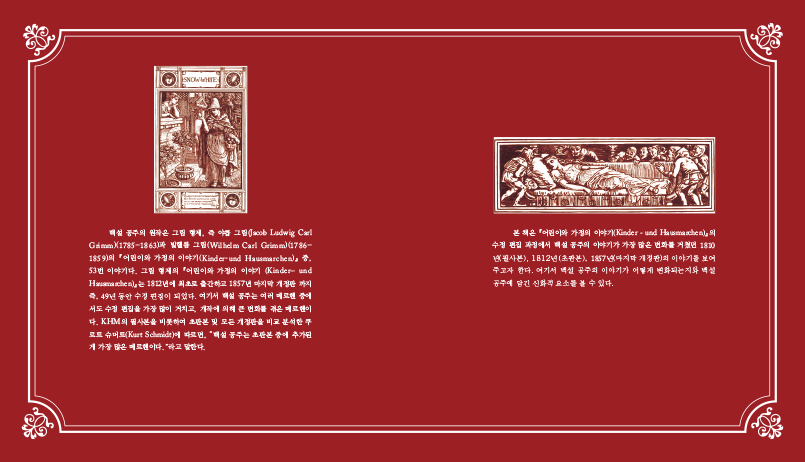 SNOW·WHITE
백설 공주의 원작은 그림 형제, 즉 야콥 그림(Jacob Ludwig Carl
Grimm)(1785-1863)과 빌헬름 그림(Wilhelm Carl Grimm)(1786-
1859)의 『어린이와 가정의 이야기(Kinder-und Hausmarchen)』 중,
53번 이야기다. 그림 형제의 『어린이와 가정의 이야기 (Kinder- und
Hausmarchen)』는 1812년에 최초로 출간하고 1857년 마지막 개정판 까지
즉, 49년 동안 수정 편집이 되었다. 여기서 백설 공주는 여러 메르헨 중에
서도 수정 편집을 가장 많이 거치고, 개작에 의해 큰 변화를 겪은 메르헨이
다. KHM의 필사본을 비롯하여 초판본 및 모든 개정판을 비교 분석한 쿠
르트 슈머트(Kurt Schmidt)에 따르면, "백설 공주는 초판본 중에 추가된
게 가장 많은 메르헨이다."라고 말한다.
본 책은 『어린이와 가정의 이야기(Kinder - und Hausmarchen)』의
수정 편집 과정에서 백설 공주의 이야기가 가장 많은 변화를 거쳤던 1810
년(필사본), 1812년(초판본), 1857년(마지막 개정판)의 이야기를 보여
주고자 한다. 여기서 백설 공주의 이야기가 어떻게 변화되는지와 백설
공주에 담긴 신화적 요소를 볼 수 있다.